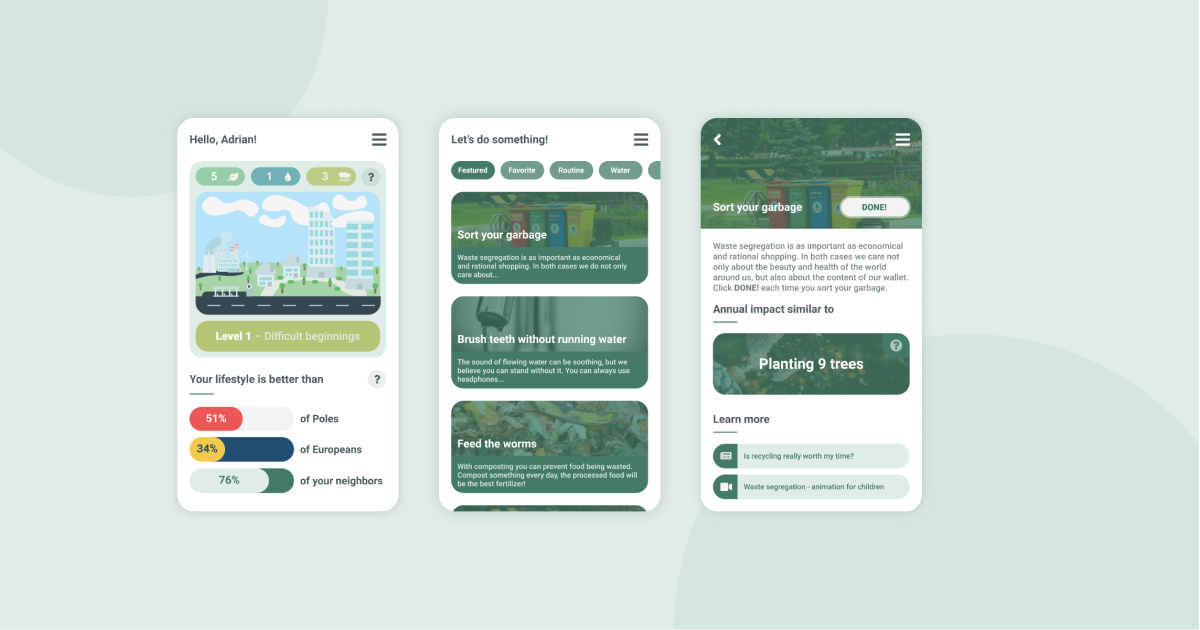 Hello, Adrian!
5
1
3
?
Level 1 – Difficult beginnings
Your lifestyle is better than
?
51%
of Poles
34%
of Europeans
76%
of your neighbors
Let's do something!
Featured
Favorite
Routine
Water
Sort your garbage
Waste segregation is as important as economical
and rational shopping. In both cases we do not only
care about...
Brush teeth without running water
The sound of flowing water can be soothing, but we
believe you can stand without it. You can always use
headphones...
Feed the worms
With composting you can prevent food being wasted.
Compost something every day, the processed food will
be the best fertilizer!
Sort your garbage
DONE!
Waste segregation is as important as economical
and rational shopping. In both cases we care not
only about the beauty and health of the world
around us, but also about the content of our wallet.
Click DONE! each time you sort your garbage.
Annual impact similar to
?
Planting 9 trees
Learn more
Is recycling really worth my time?
Waste segregation - animation for children